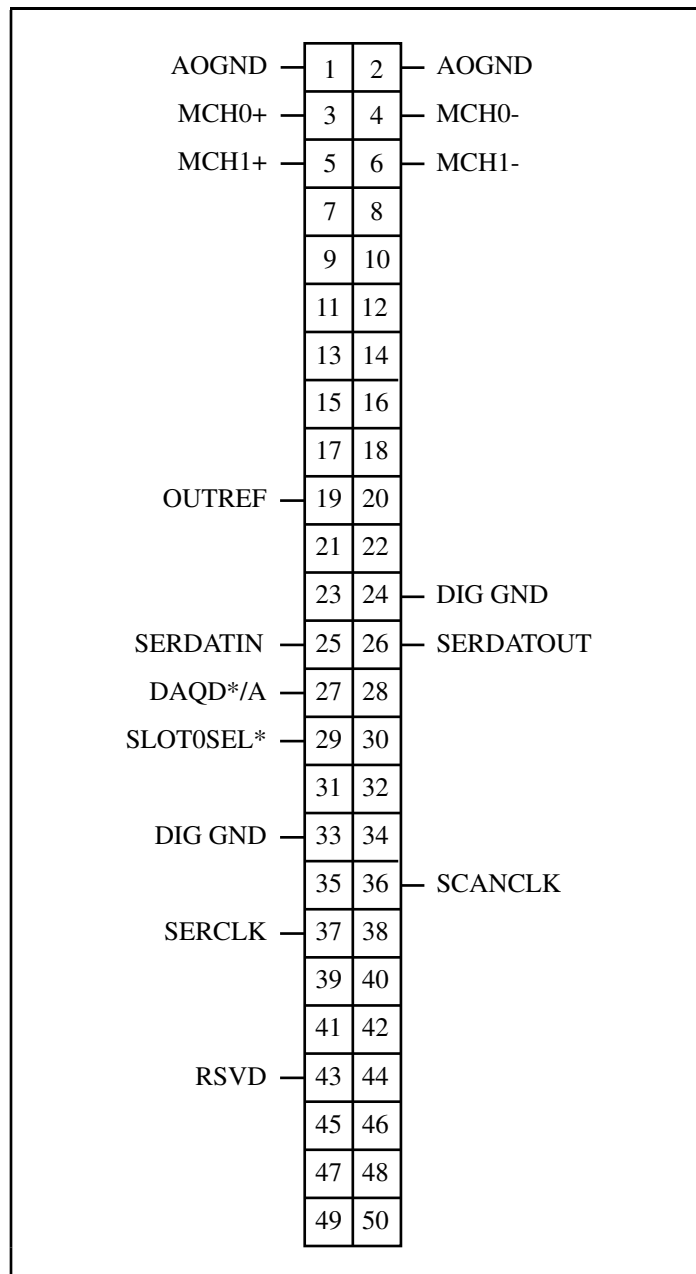 AOGND 1 2 AOGND
MCH0+ 3 4 MCH0-
MCH1+ 5 6 MCH1-
7 8
9 10
11 12
13 14
15 16
17 18
OUTREF 19 20
21 22
23 24 DIG GND
SERDATIN 25 26 SERDATOUT
DAQD*/A 27 28
SLOT0SEL* 29 30
31 32
DIG GND 33 34
35 36 SCANCLK
SERCLK 37 38
39 40
41 42
RSVD 43 44
45 46
47 48
49 50